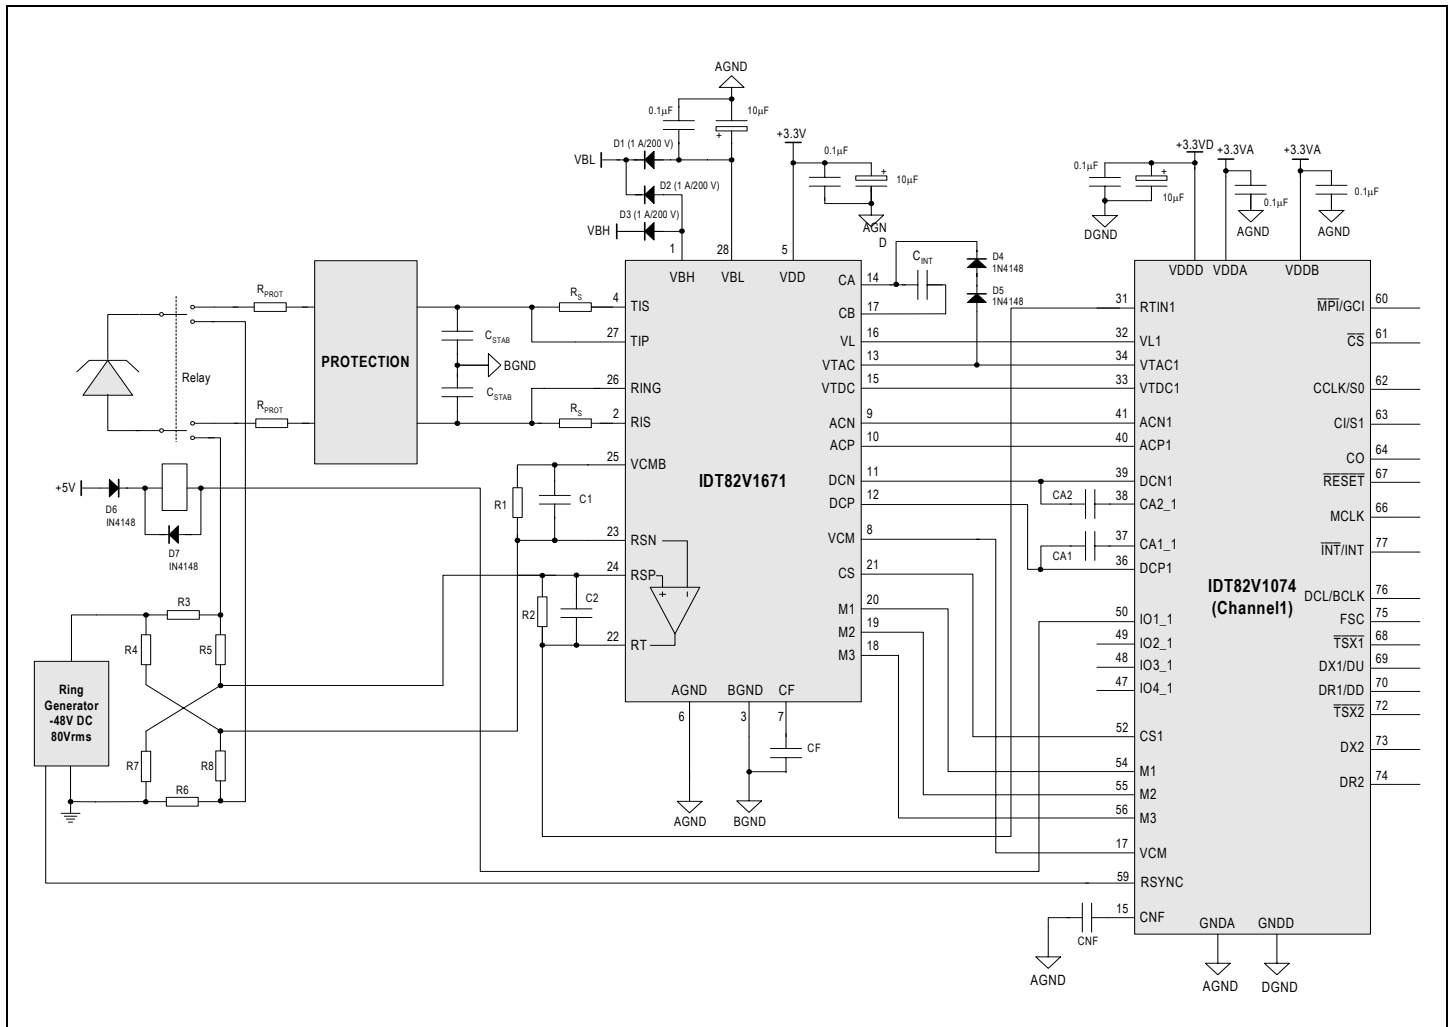 AGND
0.1µF
10µF
+3.3V
D1 (1 A/200 V)
VBL
D2 (1 A/200 V)
D3 (1 A/200 V)
VBH
0.1µF
10µF
AGN
D
+3.3VD
+3.3VA
+3.3VA
0.1µF
10µF
0.1µF
0.1µF
DGND
AGND
AGND
1
28
5
VBH
VBL
VDD
C INT
D4
1N4148
D5
1N4148
VDDD
VDDA
VDDB
R PROT
R PROT
PROTECTION
Relay
C STAB
C STAB
BGND
R S
R S
4
TIS
27
TIP
26
RING
2
RIS
25
VCMB
23
RSN
24
RSP
22
RT
+
-
IDT82V1671
CA
14
CB
17
VL
16
VTAC
13
VTDC
15
ACN
9
ACP
10
DCN
11
DCP
12
VCM
8
CS
21
M1
20
M2
19
M3
18
AGND
BGND
CF
6
3
7
CF
AGND
BGND
R1
C1
R2
C2
+5V
D6
IN4148
D7
IN4148
R3
R4
R5
R7
R8
R6
Ring
Generator
-48V DC
80Vrms
CA2
CA1
31
RTIN1
32
VL1
34
VTAC1
33
VTDC1
41
ACN1
40
ACP1
39
DCN1
38
CA2_1
37
CA1_1
36
DCP1
50
IO1_1
49
IO2_1
48
IO3_1
47
IO4_1
52
CS1
54
M1
55
M2
56
M3
17
VCM
59
RSYNC
15
CNF
CNF
AGND
IDT82V1074
(Channel1)
MPI/GCI
60
CS
61
CCLK/S0
62
CI/S1
63
CO
64
RESET
67
MCLK
66
INT/INT
77
DCL/BCLK
76
FSC
75
TSX1
68
DX1/DU
69
DR1/DD
70
TSX2
72
DX2
73
DR2
74
GNDA
GNDD
AGND
DGND